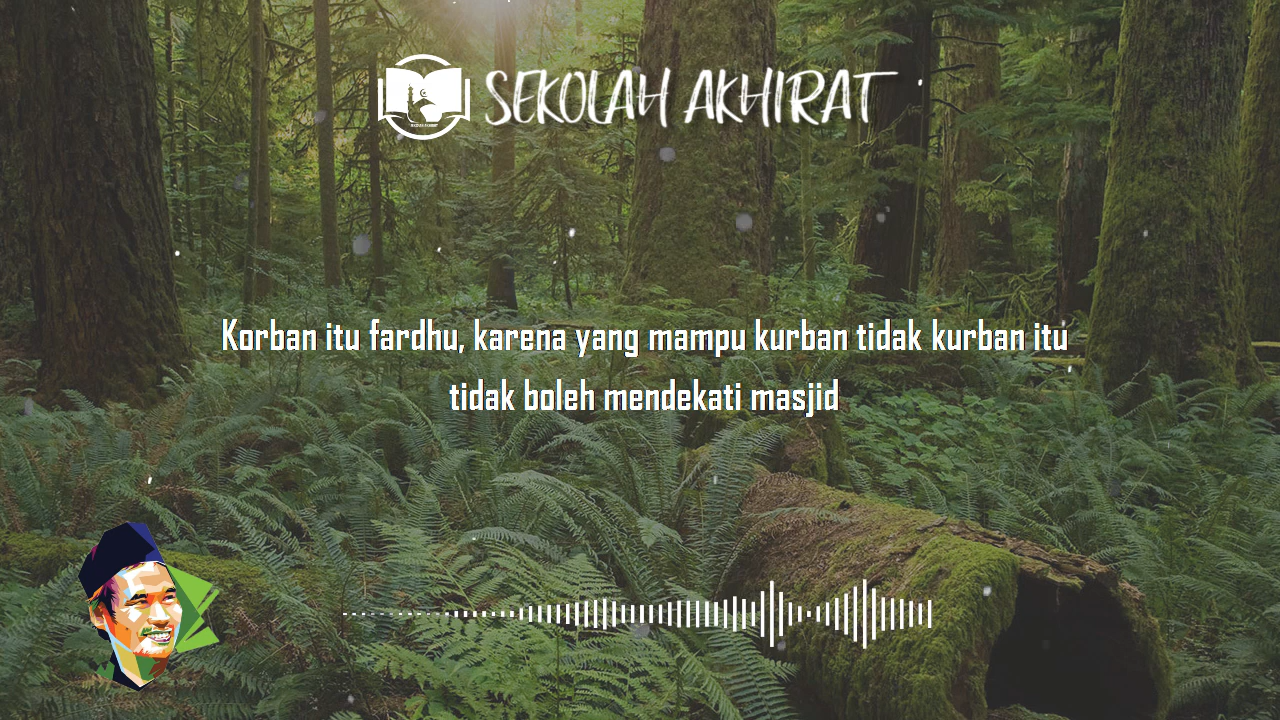 SEKOLAH AKHIRAT
Korban itu fardhu, karena yang mampu kurban tidak kurban itu
tidak boleh mendekati masjid